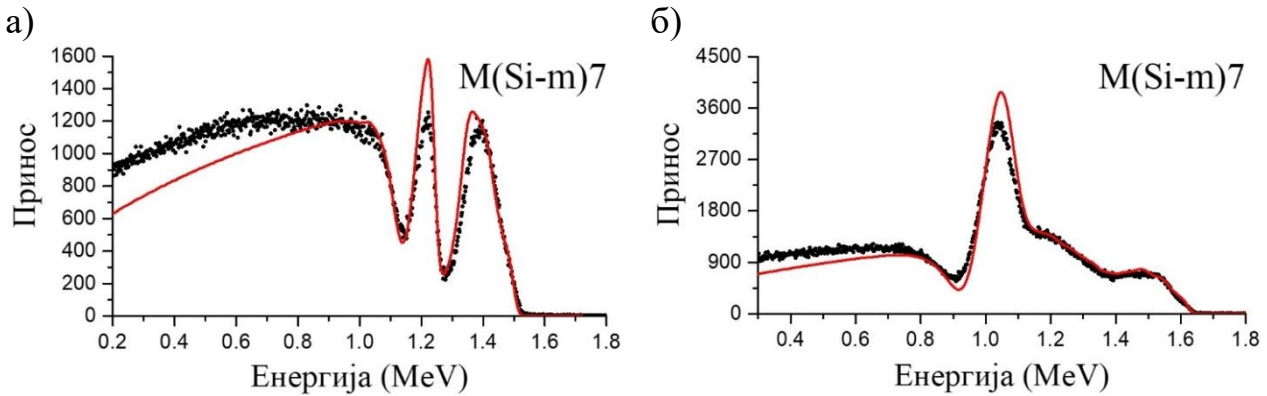 а)
1600
1400
1200
1000
800
600
400
200
0
0.2 0.4 0.6 0.8 1.0 1.2 1.4 1.6 1.8
Принос
Енергија (MeV)
M(Si-m)7
б)
4500
3600
2700
1800
900
0
0.4 0.6 0.8 1.0 1.2 1.4 1.6 1.8
Принос
Енергија (MeV)
M(Si-m)7